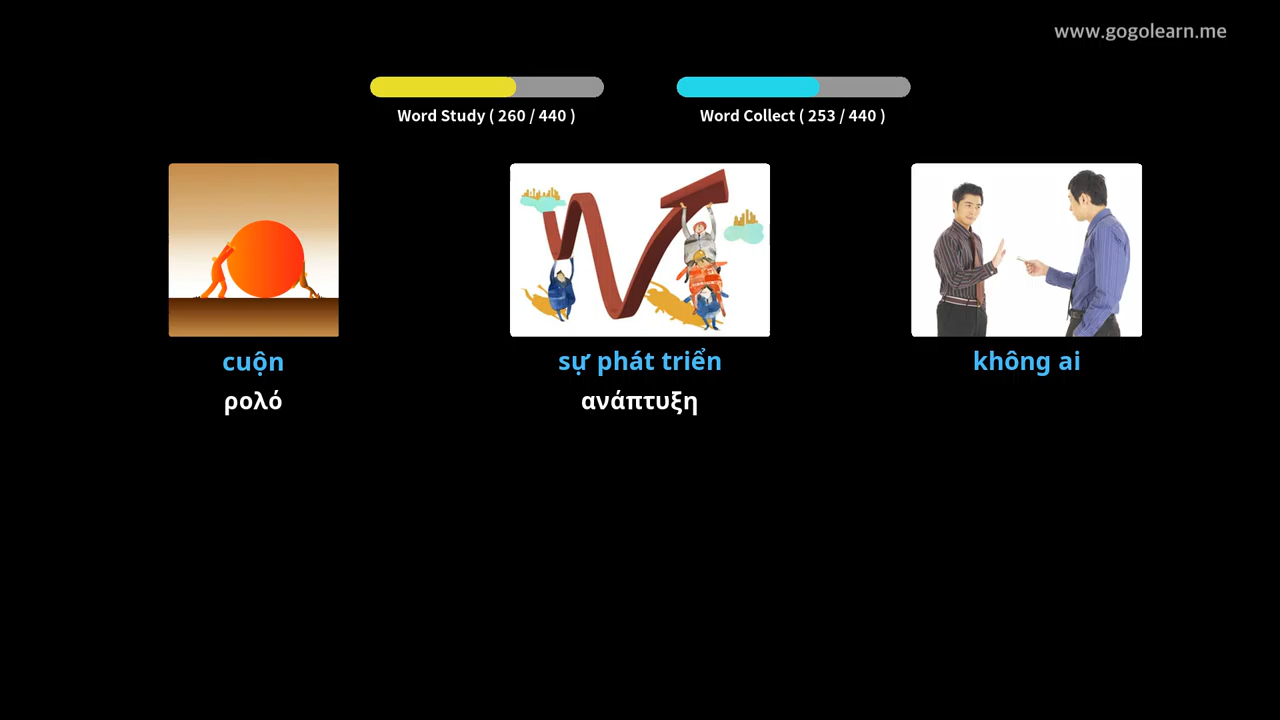 www.gogolearn.me
Word Study ( 260 / 440 )
Word Collect ( 253 / 440 )
cuộn
sự phát triển
không ai
ρολό
ανάπτυξη